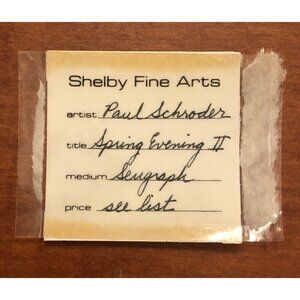 Shelby Fine Arts
artist Paul Schroder
title Spring Evening II
medium Serigraph
price see list